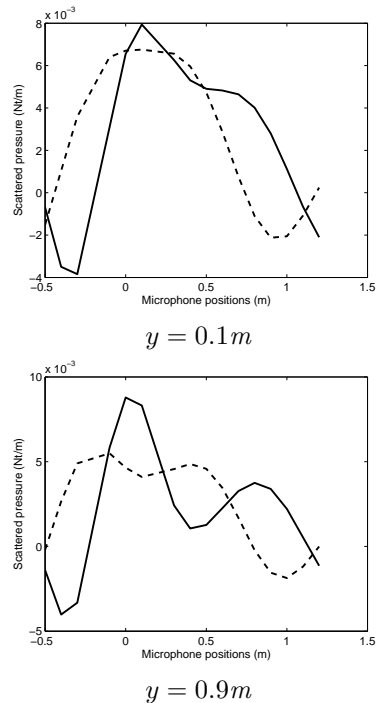 x 10⁻³
8
6
4
2
0
−2
−4
−0.5 0 0.5 1 1.5
Scattered pressure (Nt/m)
Microphone positions (m)
y = 0.1m
x 10⁻³
10
5
0
−5
−0.5 0 0.5 1 1.5
Scattered pressure (Nt/m)
Microphone positions (m)
y = 0.9m